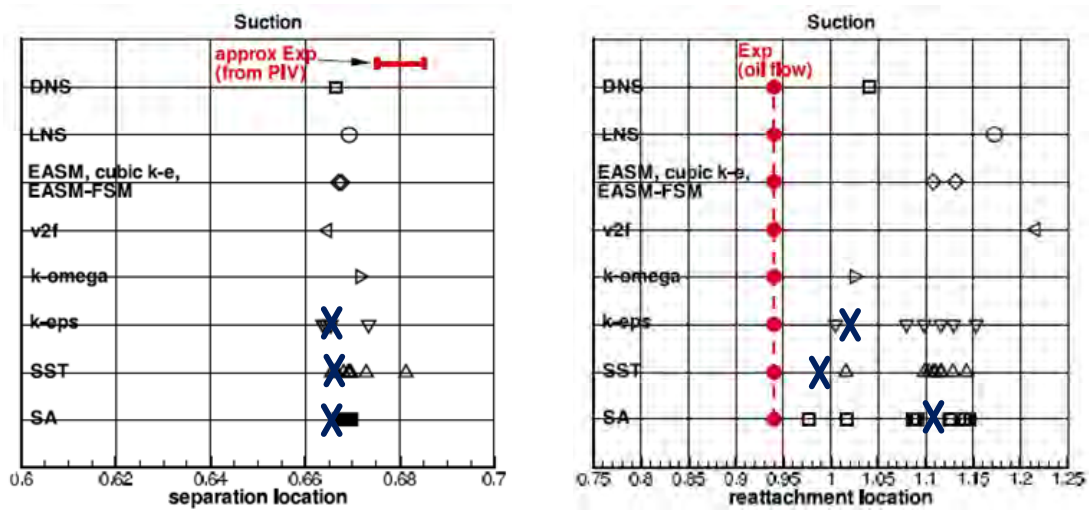 Suction
approx Exp
(from PIV)
DNS
LNS
EASM, cubic k-e,
EASM-FSM
v2f
k-omega
k-eps
SST
SA
0.6 0.62 0.64 0.66 0.68 0.7
separation location
Suction
Exp
(oil flow)
DNS
LNS
EASM, cubic k-e,
EASM-FSM
v2f
k-omega
k-eps
SST
SA
0.75 0.8 0.85 0.9 0.95 1 1.05 1.1 1.15 1.2 1.25
reattachment location